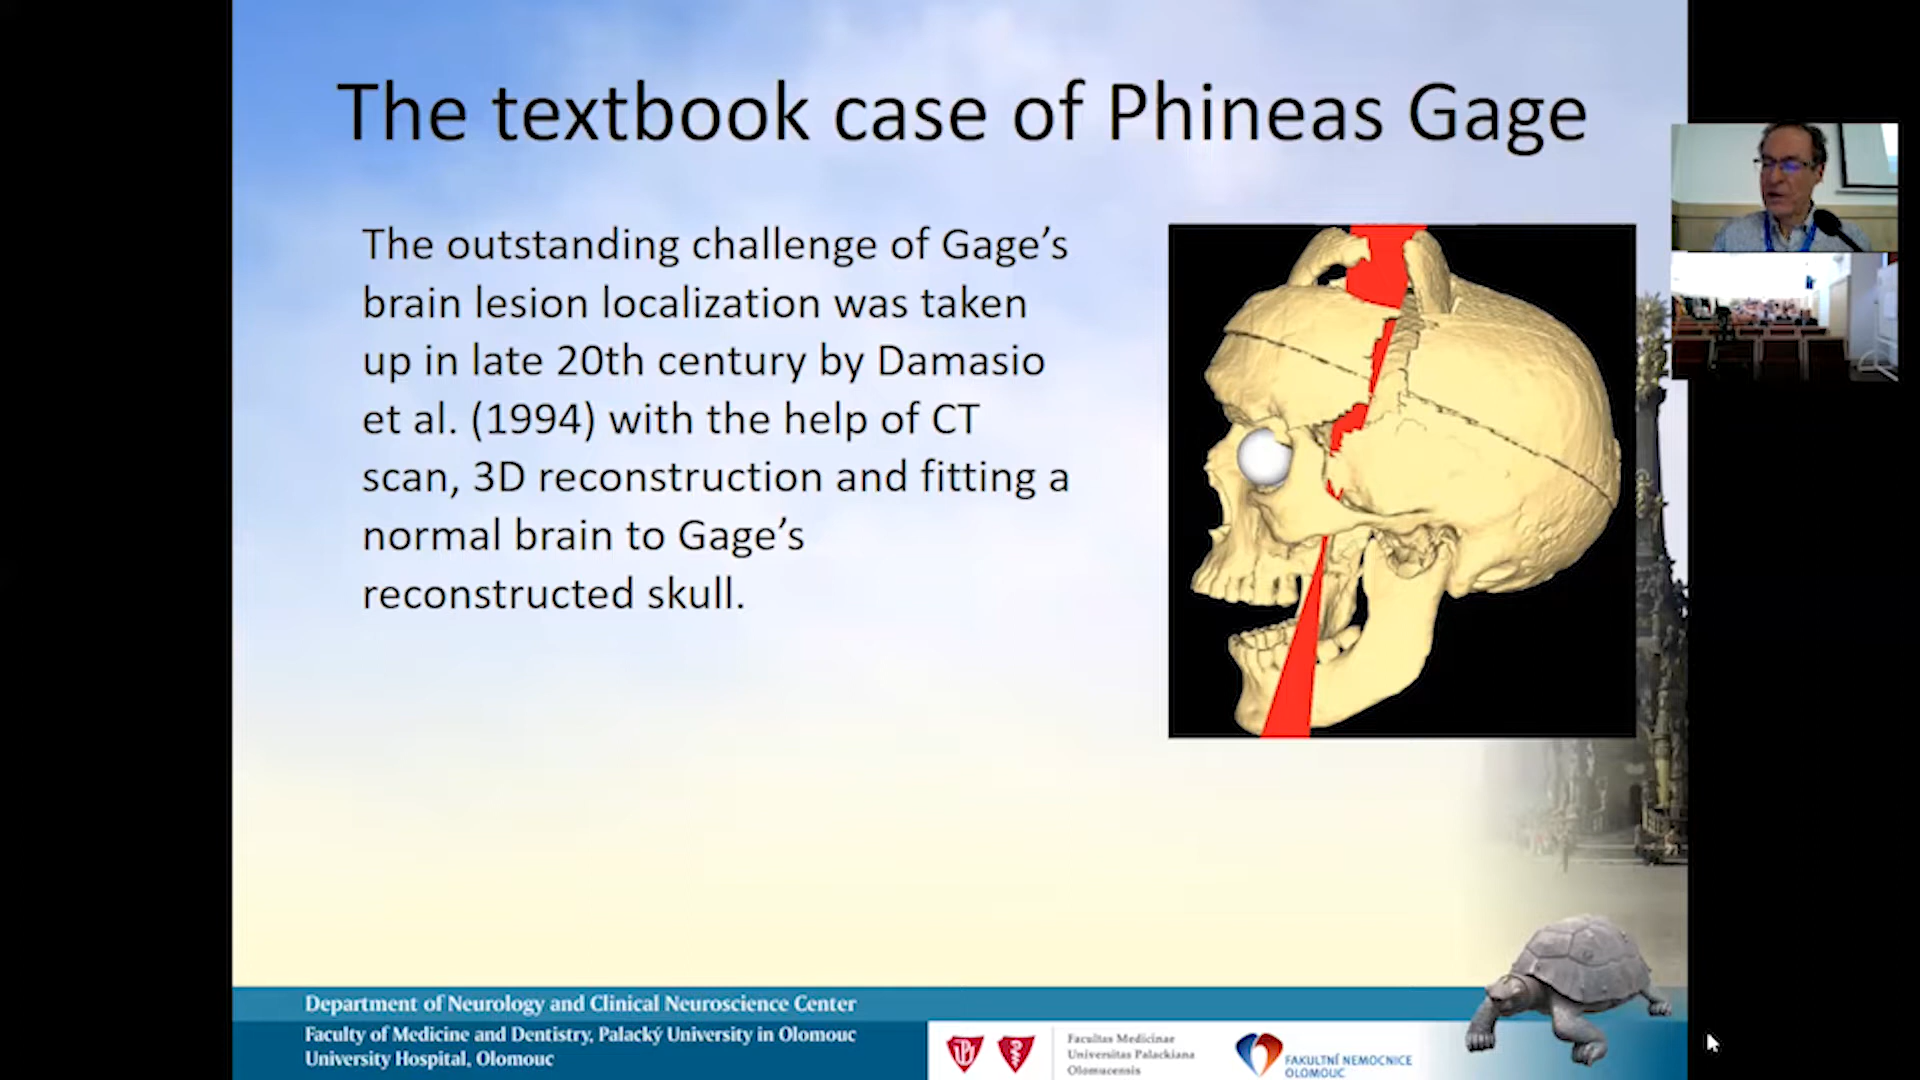 The textbook case of Phineas Gage
The outstanding challenge of Gage’s
brain lesion localization was taken
up in late 20th century by Damasio
et al. (1994) with the help of CT
scan, 3D reconstruction and fitting a
normal brain to Gage’s
reconstructed skull.
Department of Neurology and Clinical Neuroscience Center
Faculty of Medicine and Dentistry, Palacký University in Olomouc
University Hospital, Olomouc
Facultas Medicinae
Universitas Palackiana
Olomucensis
FAKULTNÍ NEMOCNICE
OLOMOUC